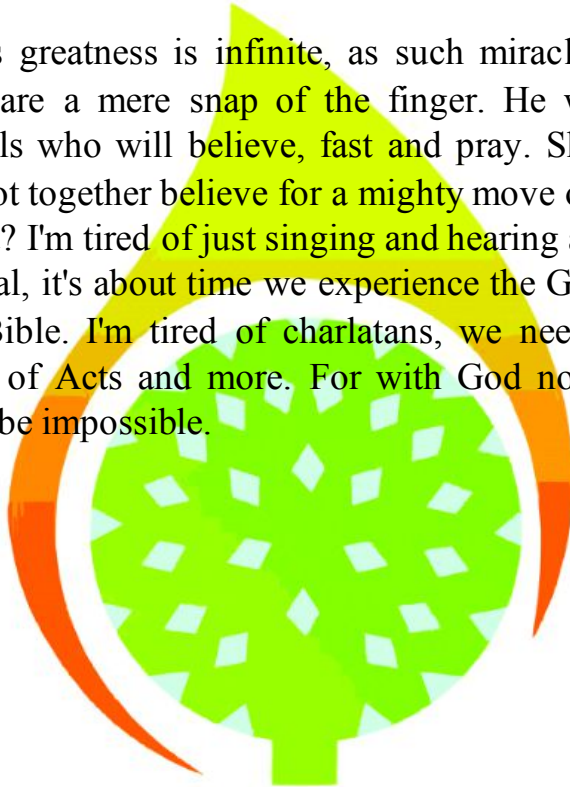 s greatness is infinite, as such miracl
are a mere snap of the finger. He
ls who will believe, fast and pray. S
ot together believe for a mighty move
? I'm tired of just singing and hearing
al, it's about time we experience the G
Bible. I'm tired of charlatans, we nee
of Acts and more. For with God no
be impossible.